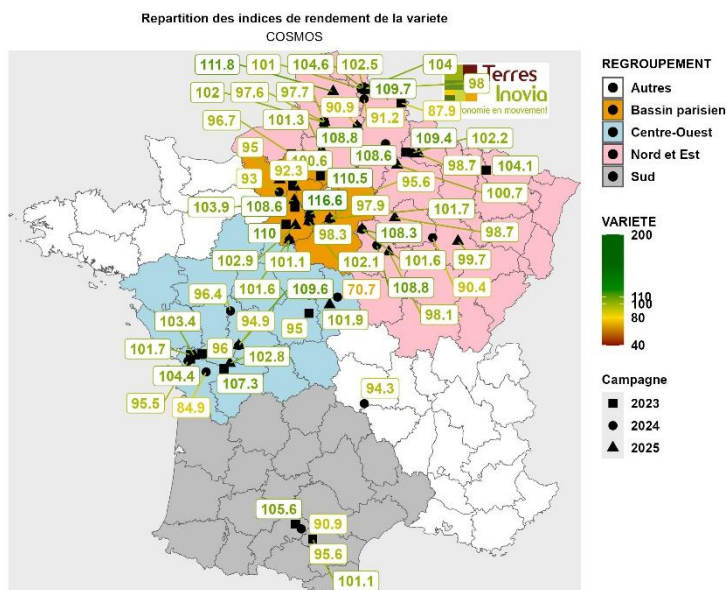 Repartition des indices de rendement de la variete
COSMOS
111.8 101 104.6 102.5 104
Terres
Inovia
onomie en mouvement
102 97.6 97.7 109.7 98
96.7 101.3 90.9 91.2 87.9
95 108.8 109.4 102.2
93 92.3 100.6 110.5 108.6 98.7 104.1
103.9 108.6 116.6 97.9 95.6 100.7
110 98.3 108.3 101.7 98.7
102.9 101.1 102.1 101.6 99.7
96.4 101.6 109.6 70.7 108.8 90.4
103.4 94.9 95 101.9 98.1
101.7 96 102.8
104.4 107.3 94.3
95.5 84.9
105.6 90.9
95.6
101.1
REGROUPEMENT
Autres
Bassin parisien
Centre-Ouest
Nord et Est
Sud
VARIETE
200
110
100
80
40
Campagne
2023
2024
2025